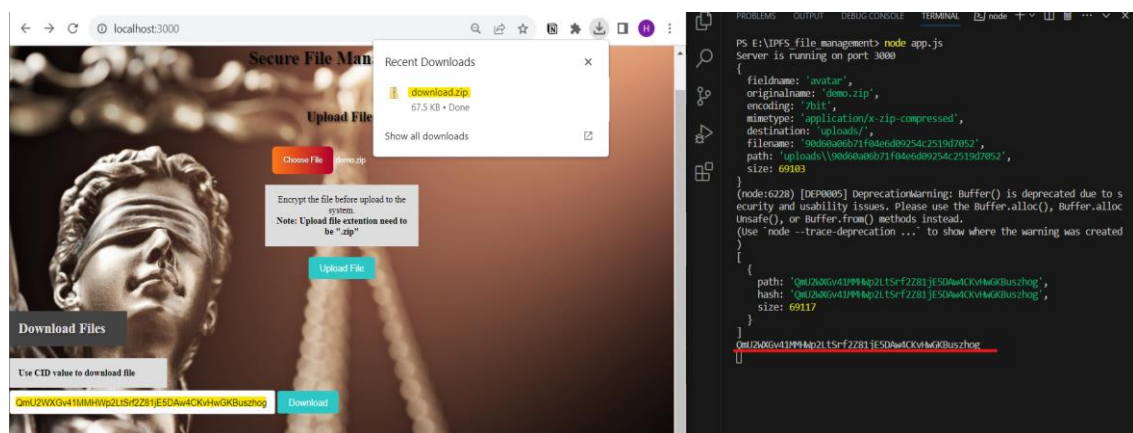 localhost:3000
H
Secure File Man
Recent Downloads
download.zip
67.5 KB • Done
Show all downloads
Upload File
Choose File demo.zip
Encrypt the file before upload to the
system.
Note: Upload file extention need to
be ".zip"
Upload File
Download Files
Use CID value to download file
QmU2WXGv41MMHWp2LtSrf2Z81jE5DAw4CKvHwGKBuszhog Download
PROBLEMS OUTPUT DEBUG CONSOLE TERMINAL node
PS E:\IPFS_file_management> node app.js
Server is running on port 3000
{
fieldname: 'avatar',
originalname: 'demo.zip',
encoding: '7bit',
mimetype: 'application/x-zip-compressed',
destination: 'uploads/',
filename: '90d60a06b71f04e6d09254c2519d7052',
path: 'uploads\\90d60a06b71f04e6d09254c2519d7052',
size: 69103
}
(node:6228) [DEP0005] DeprecationWarning: Buffer() is deprecated due to s
ecurity and usability issues. Please use the Buffer.alloc(), Buffer.alloc
Unsafe(), or Buffer.from() methods instead.
(Use `node --trace-deprecation ...` to show where the warning was created
)
[
{
path: 'QmU2WXGv41MMHWp2LtSrf2Z81jE5DAw4CKvHwGKBuszhog',
hash: 'QmU2WXGv41MMHWp2LtSrf2Z81jE5DAw4CKvHwGKBuszhog',
size: 69117
}
]
QmU2WXGv41MMHWp2LtSrf2Z81jE5DAw4CKvHwGKBuszhog